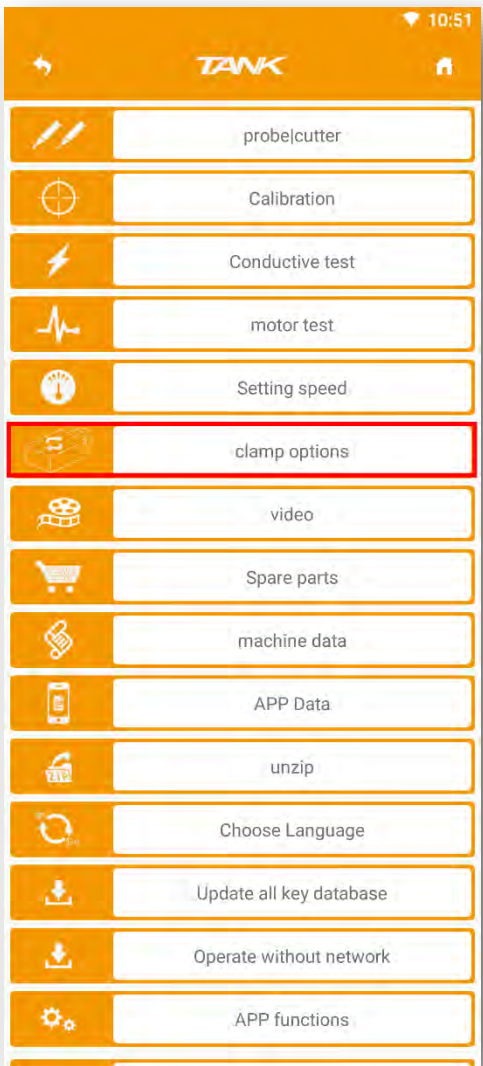 10:51
TANK
probe|cutter
Calibration
Conductive test
motor test
Setting speed
clamp options
video
Spare parts
machine data
APP Data
ZIP
unzip
Choose Language
Update all key database
Operate without network
APP functions